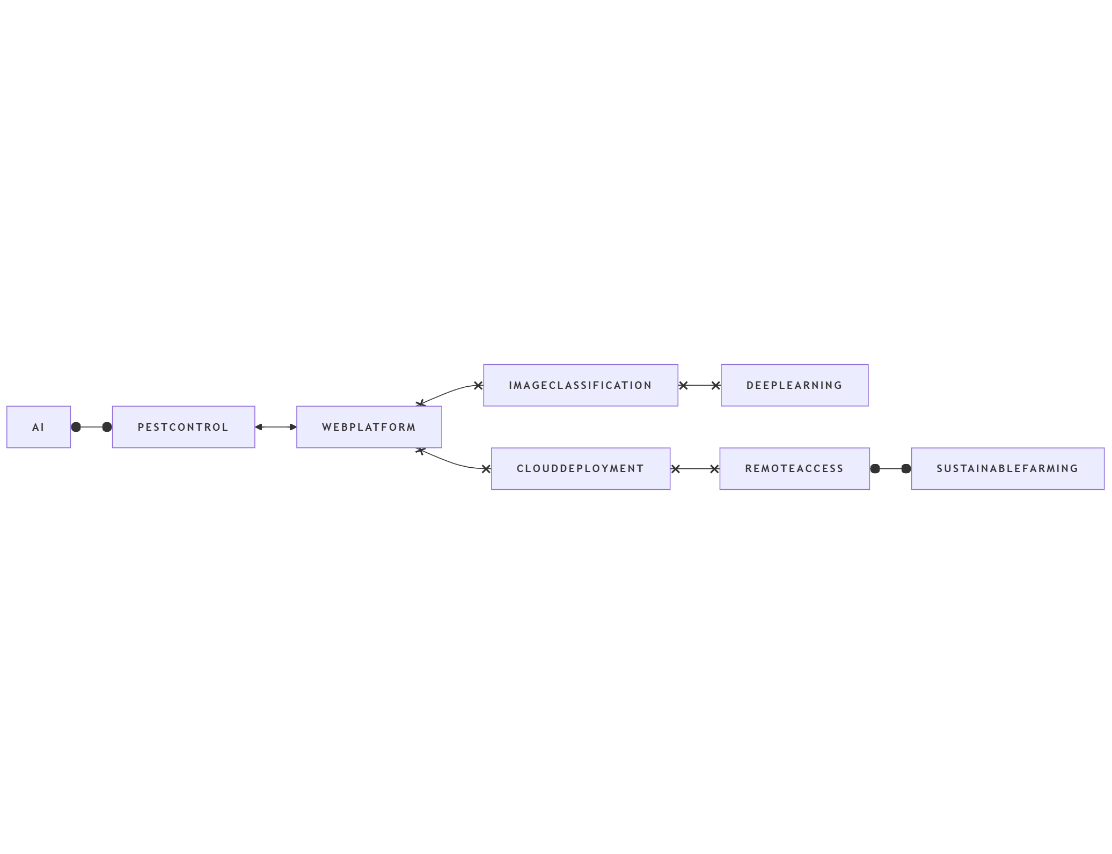 AI
PESTCONTROL
WEBPLATFORM
IMAGECLASSIFICATION
DEEPLEARNING
CLOUDDEPLOYMENT
REMOTEACCESS
SUSTAINABLEFARMING